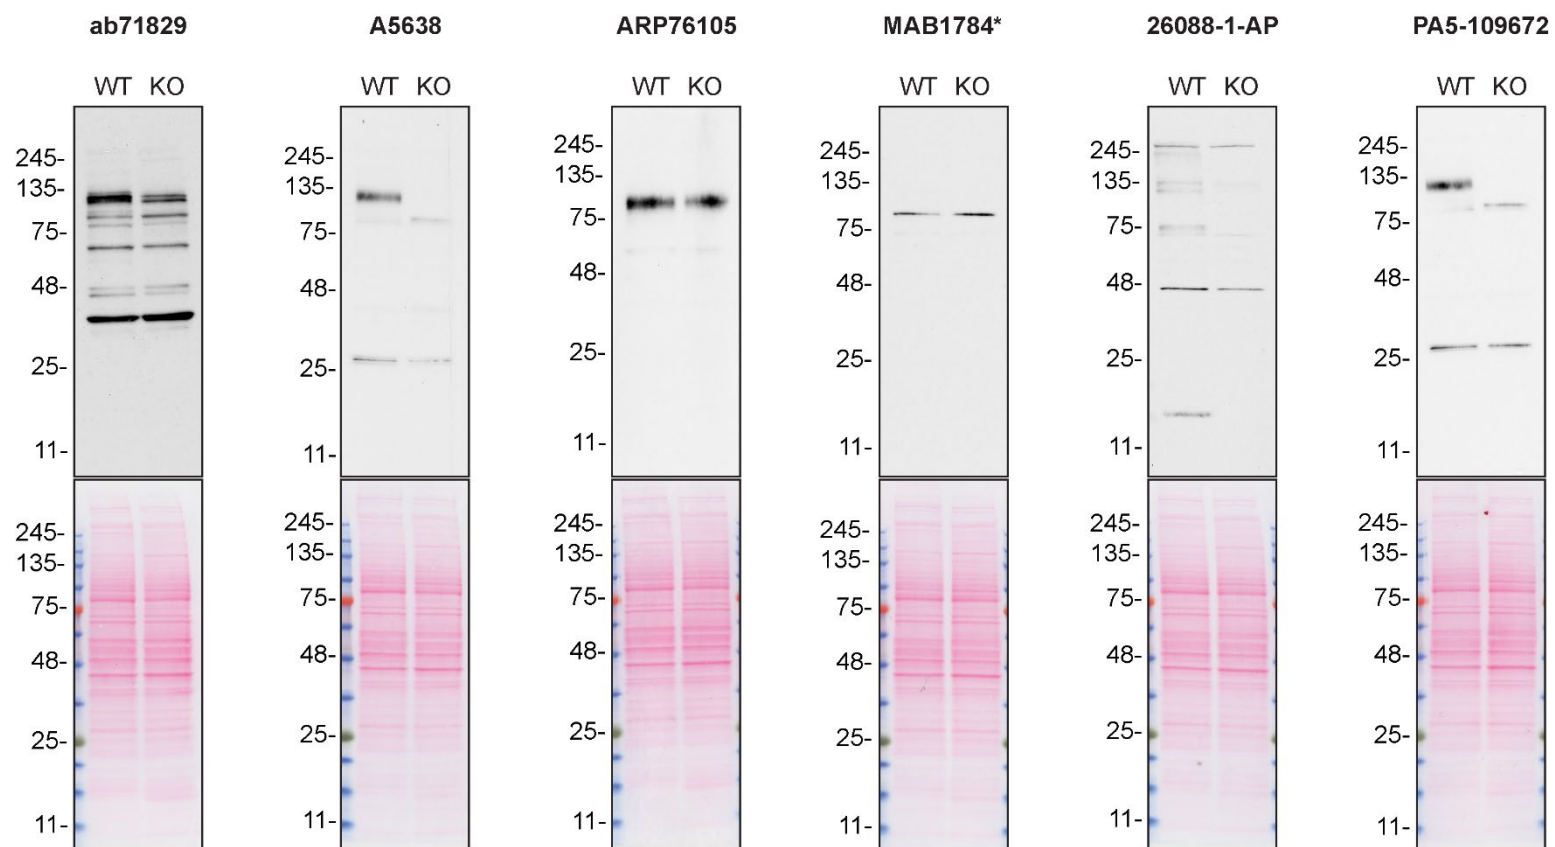 ab71829 A5638 ARP76105 MAB1784* 26088-1-AP PA5-109672
WT KO WT KO WT KO WT KO WT KO WT KO
245- 245- 245- 245- 245- 245-
135- 135- 135- 135- 135- 135-
75- 75- 75- 75- 75- 75-
48- 48- 48- 48- 48- 48-
25- 25- 25- 25- 25- 25-
11- 11- 11- 11- 11- 11-
245- 245- 245- 245- 245- 245-
135- 135- 135- 135- 135- 135-
75- 75- 75- 75- 75- 75-
48- 48- 48- 48- 48- 48-
25- 25- 25- 25- 25- 25-
11- 11- 11- 11- 11- 11-